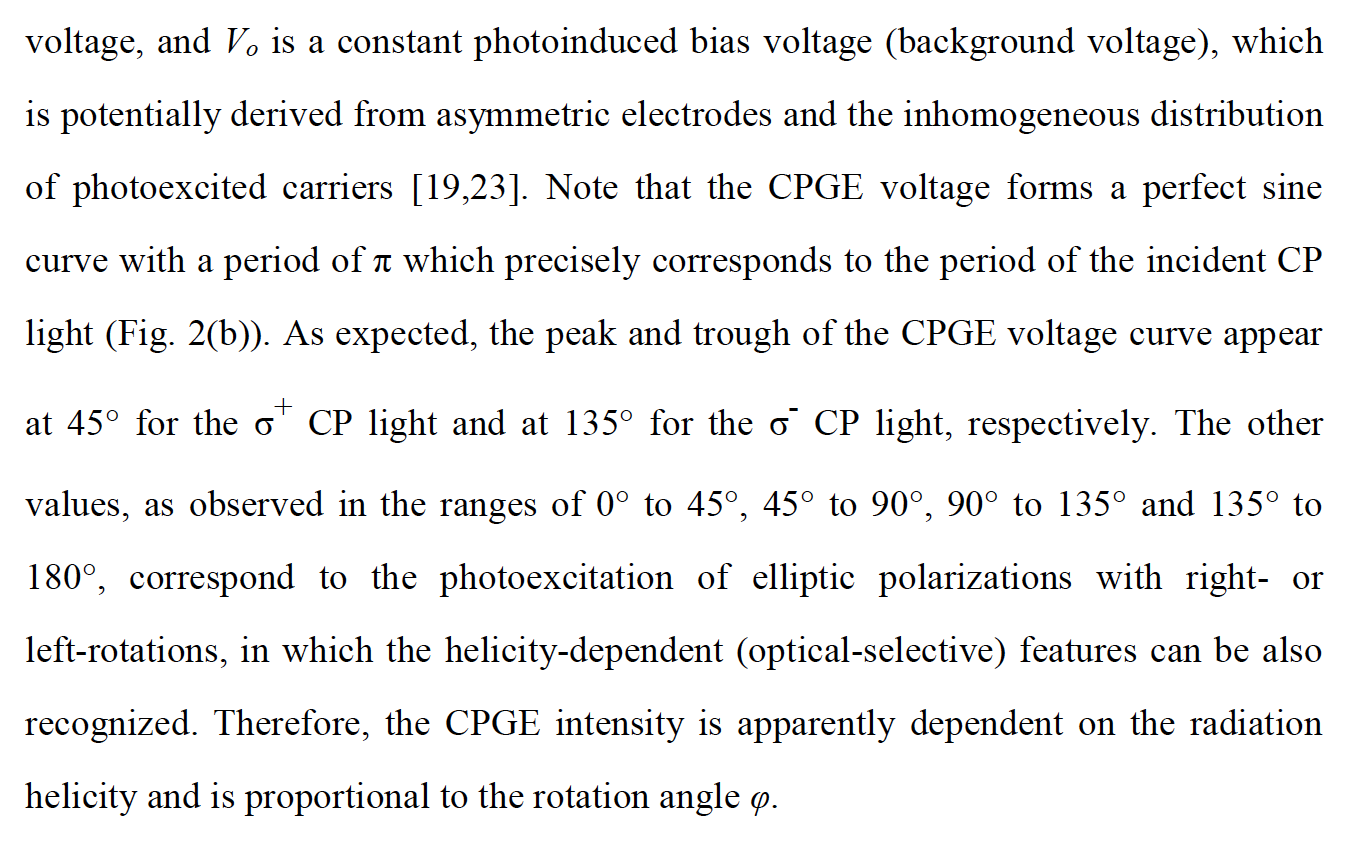 voltage, and Vₒ is a constant photoinduced bias voltage (background voltage), which
is potentially derived from asymmetric electrodes and the inhomogeneous distribution
of photoexcited carriers [19,23]. Note that the CPGE voltage forms a perfect sine
curve with a period of π which precisely corresponds to the period of the incident CP
light (Fig. 2(b)). As expected, the peak and trough of the CPGE voltage curve appear
at 45° for the σ⁺ CP light and at 135° for the σ⁻ CP light, respectively. The other
values, as observed in the ranges of 0° to 45°, 45° to 90°, 90° to 135° and 135° to
180°, correspond to the photoexcitation of elliptic polarizations with right- or
left-rotations, in which the helicity-dependent (optical-selective) features can be also
recognized. Therefore, the CPGE intensity is apparently dependent on the radiation
helicity and is proportional to the rotation angle φ.